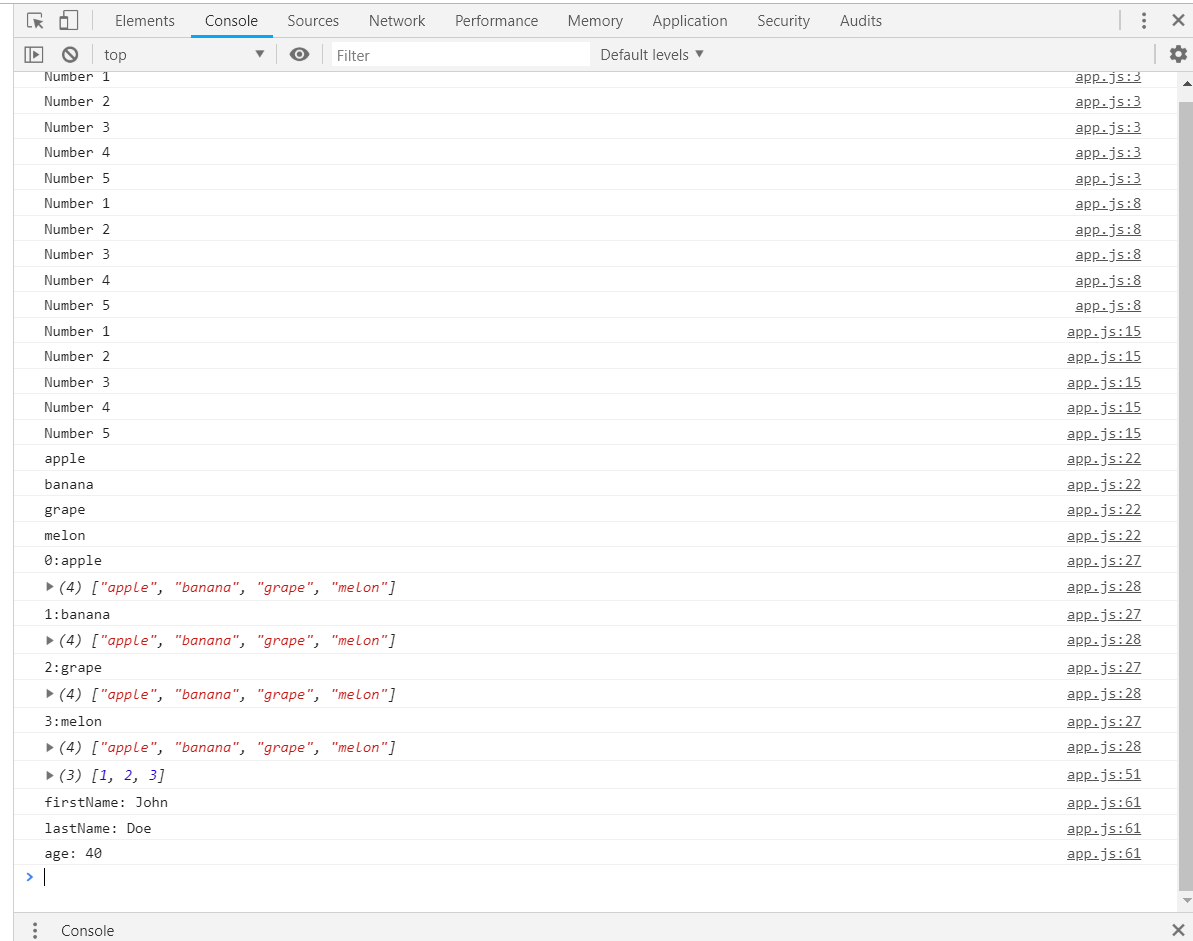 Elements Console Sources Network Performance Memory Application Security Audits
top Filter Default levels
Number 1 app.js:3
Number 2 app.js:3
Number 3 app.js:3
Number 4 app.js:3
Number 5 app.js:3
Number 1 app.js:8
Number 2 app.js:8
Number 3 app.js:8
Number 4 app.js:8
Number 5 app.js:8
Number 1 app.js:15
Number 2 app.js:15
Number 3 app.js:15
Number 4 app.js:15
Number 5 app.js:15
apple app.js:22
banana app.js:22
grape app.js:22
melon app.js:22
0:apple app.js:27
(4) ["apple", "banana", "grape", "melon"] app.js:28
1:banana app.js:27
(4) ["apple", "banana", "grape", "melon"] app.js:28
2:grape app.js:27
(4) ["apple", "banana", "grape", "melon"] app.js:28
3:melon app.js:27
(4) ["apple", "banana", "grape", "melon"] app.js:28
(3) [1, 2, 3] app.js:51
firstName: John app.js:61
lastName: Doe app.js:61
age: 40 app.js:61
>
Console